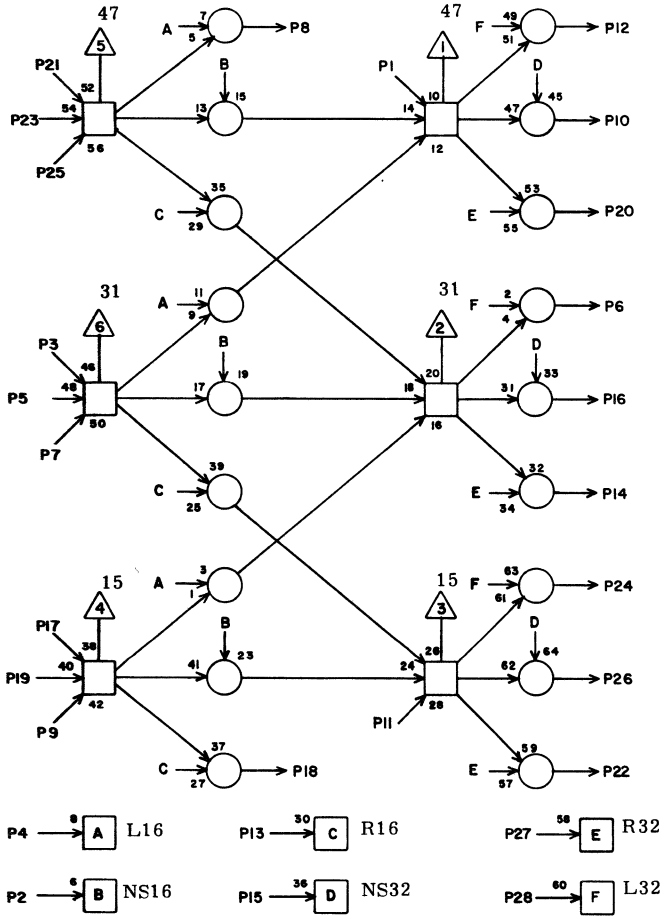 47 47
7 49
A P8 F P12
5 5 1 51
P21 B P1 D
52 10
P23 54 13 15 14 47 45 P10
56 12
P25
35 53
C E P20
29 55
31 11 31 2
A F P6
9 4
6 2
P3 B D
46 19 20 33
P5 48 17 18 31 P16
50 16
P7
39 32
C E P14
25 34
15 3 15 63
A F P24
1 61
4 3
P17 B D
38 23 26 64
P19 40 41 24 62 P26
42 28
P9 P11
37 59
C P18 E P22
27 57
P4 8 A L16 P13 30 C R16 P27 58 E R32
P2 6 B NS16 P15 36 D NS32 P28 60 F L32